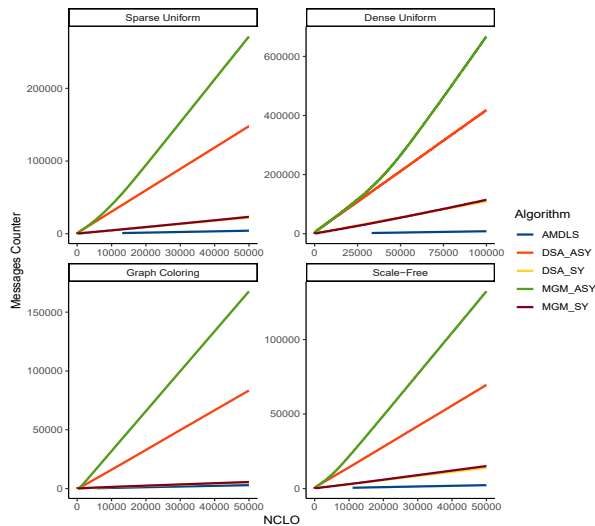 Sparse Uniform
Dense Uniform
200000
100000
0
0 10000 20000 30000 40000 50000
600000
400000
200000
0
0 25000 50000 75000 100000
Graph Coloring
Scale−Free
150000
100000
50000
0
0 10000 20000 30000 40000 50000
100000
50000
0
0 10000 20000 30000 40000 50000
Messages Counter
NCLO
Algorithm
AMDLS
DSA_ASY
DSA_SY
MGM_ASY
MGM_SY